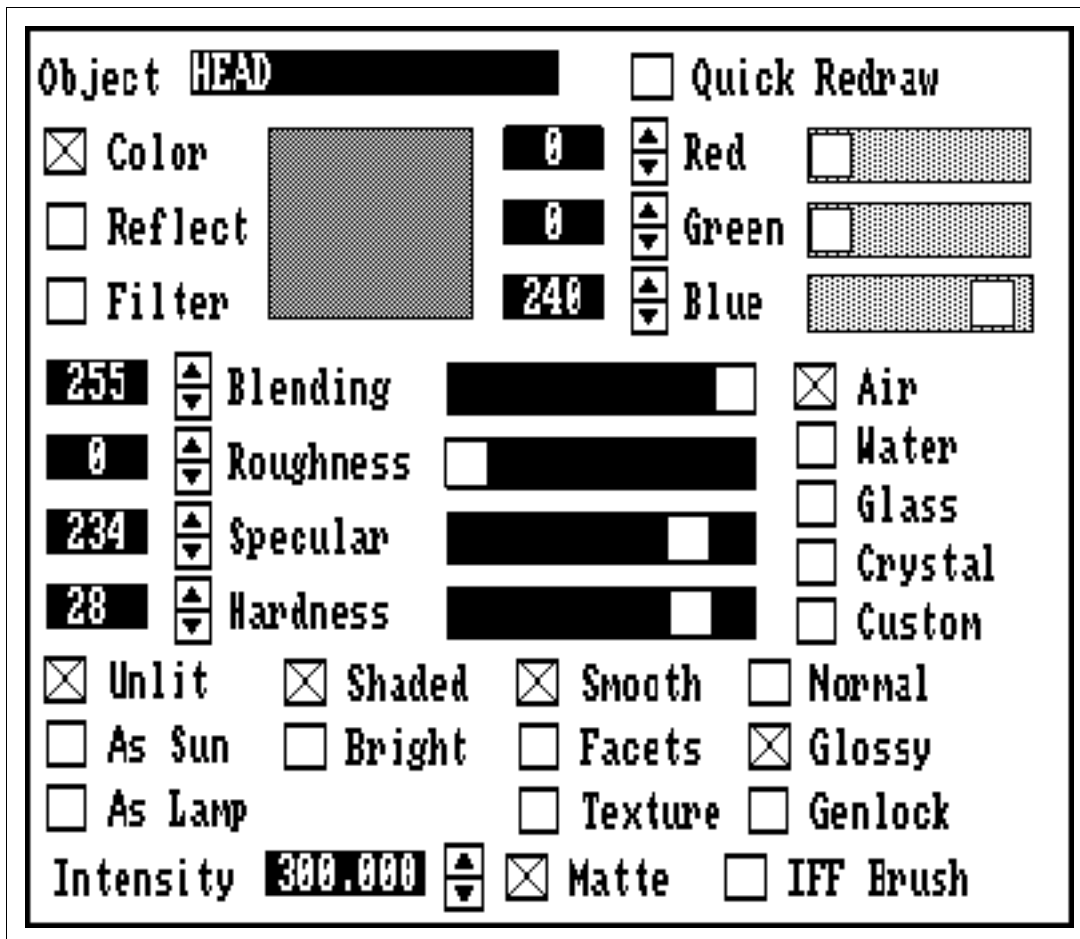 Object HEAD Quick Redraw
Color 0 Red
Reflect 0 Green
Filter 240 Blue
255 Blending Air
0 Roughness Water
Glass
234 Specular
Crystal
28 Hardness Custom
Unlit Shaded Smooth Normal
As Sun Bright Facets Glossy
As Lamp Texture Genlock
Intensity 300.000 Matte IFF Brush